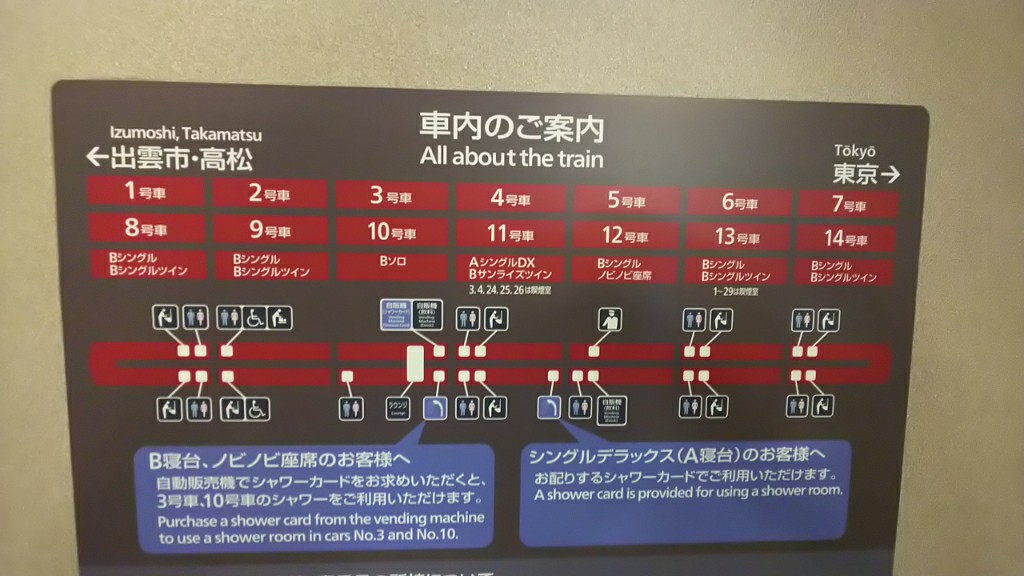 車内のご案内
All about the train
Izumoshi, Takamatsu
←出雲市・高松
Tōkyō
東京→
1号車 2号車 3号車 4号車 5号車 6号車 7号車
8号車 9号車 10号車 11号車 12号車 13号車 14号車
Bシングル
Bシングルツイン
Bシングル
Bシングルツイン
Bソロ
AシングルDX
Bサンライズツイン
Bシングル
ノビノビ座席
Bシングル
Bシングルツイン
Bシングル
Bシングルツイン
3. 4. 24. 25. 26は喫煙室
1~29は喫煙室
自販機
(シャワーカード)
Vending
Machine
(Shower Card)
自販機
(飲料)
Vending
Machine
(Drinks)
ラウンジ
Lounge
自販機
(飲料)
Vending
Machine
(Drinks)
B寝台、ノビノビ座席のお客様へ
自動販売機でシャワーカードをお求めいただくと、
3号車、10号車のシャワーをご利用いただけます。
Purchase a shower card from the vending machine
to use a shower room in cars No.3 and No.10.
シングルデラックス(A寝台)のお客様へ
お配りするシャワーカードでご利用いただけます。
A shower card is provided for using a shower room.